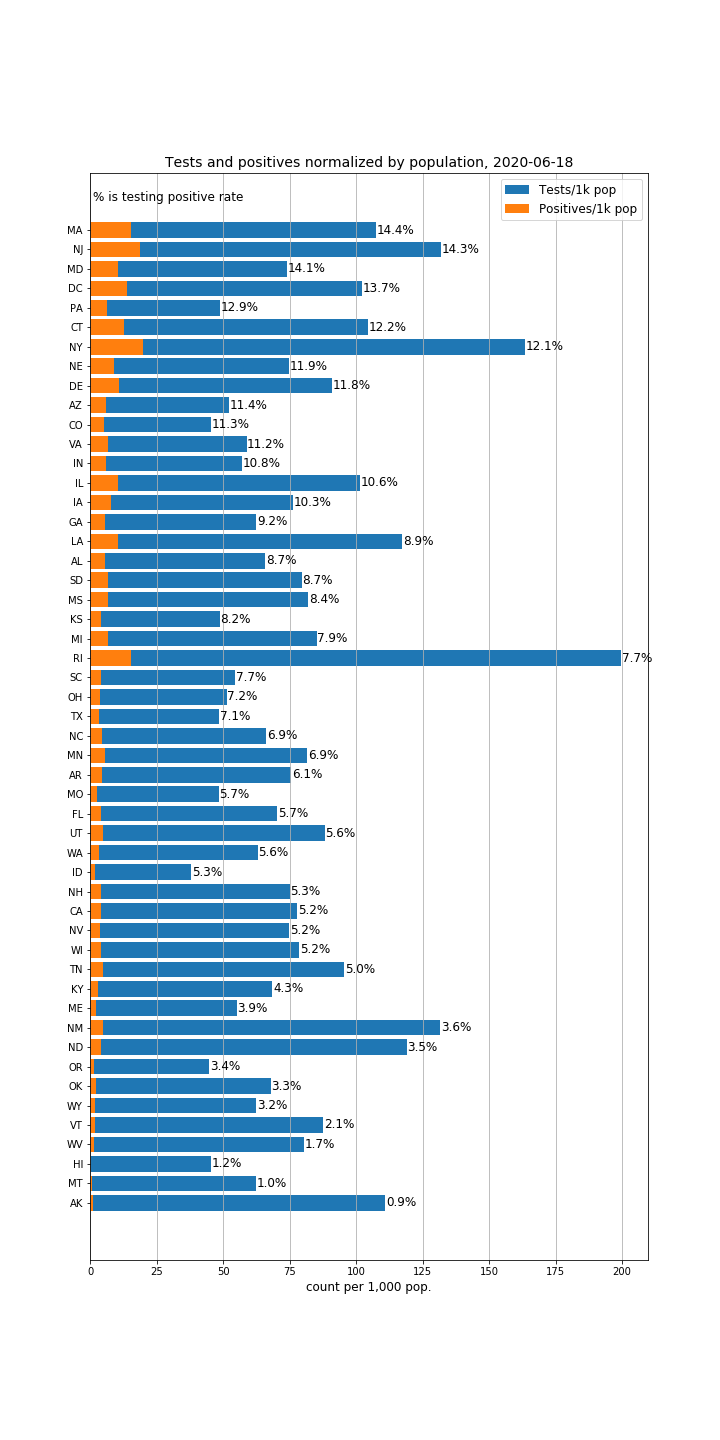 Tests and positives normalized by population, 2020-06-18
% is testing positive rate
Tests/1k pop
Positives/1k pop
MA 14.4%
NJ 14.3%
MD 14.1%
DC 13.7%
PA 12.9%
CT 12.2%
NY 12.1%
NE 11.9%
DE 11.8%
AZ 11.4%
CO 11.3%
VA 11.2%
IN 10.8%
IL 10.6%
IA 10.3%
GA 9.2%
LA 8.9%
AL 8.7%
SD 8.7%
MS 8.4%
KS 8.2%
MI 7.9%
RI 7.7%
SC 7.7%
OH 7.2%
TX 7.1%
NC 6.9%
MN 6.9%
AR 6.1%
MO 5.7%
FL 5.7%
UT 5.6%
WA 5.6%
ID 5.3%
NH 5.3%
CA 5.2%
NV 5.2%
WI 5.2%
TN 5.0%
KY 4.3%
ME 3.9%
NM 3.6%
ND 3.5%
OR 3.4%
OK 3.3%
WY 3.2%
VT 2.1%
WV 1.7%
HI 1.2%
MT 1.0%
AK 0.9%
0 25 50 75 100 125 150 175 200
count per 1,000 pop.